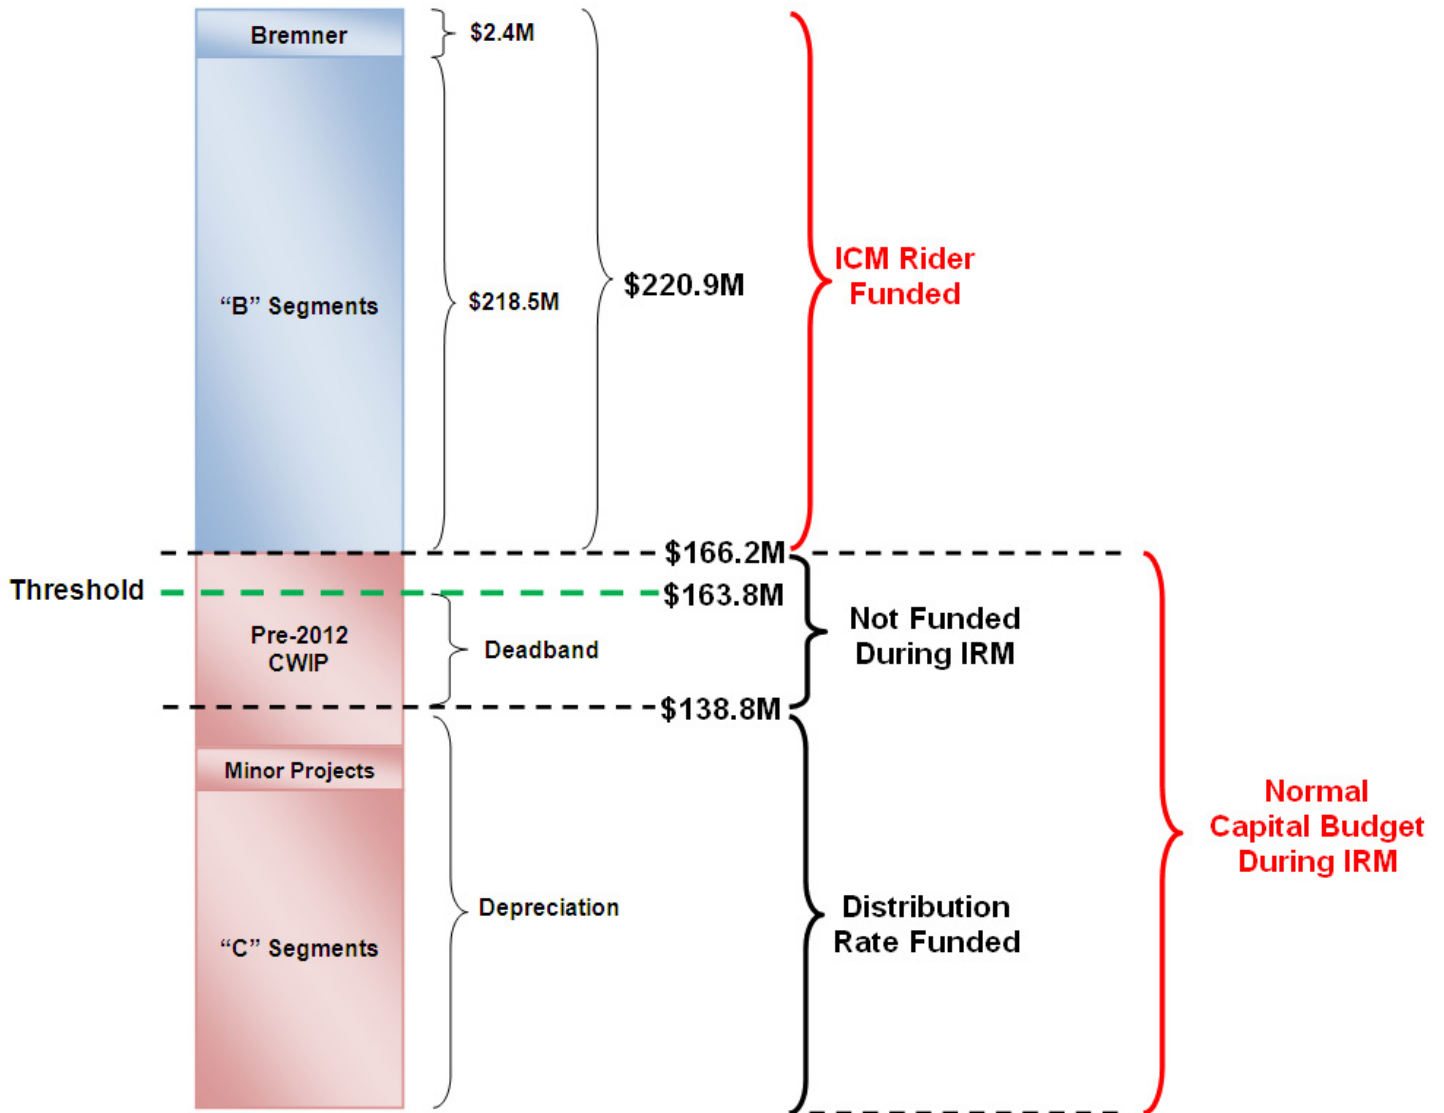 Bremner
$2.4M
ICM Rider
Funded
$220.9M
“B” Segments
$218.5M
$166.2M
Threshold
$163.8M
Not Funded
During IRM
Pre-2012
CWIP
Deadband
$138.8M
Minor Projects
Normal
Capital Budget
During IRM
Depreciation
Distribution
Rate Funded
“C” Segments